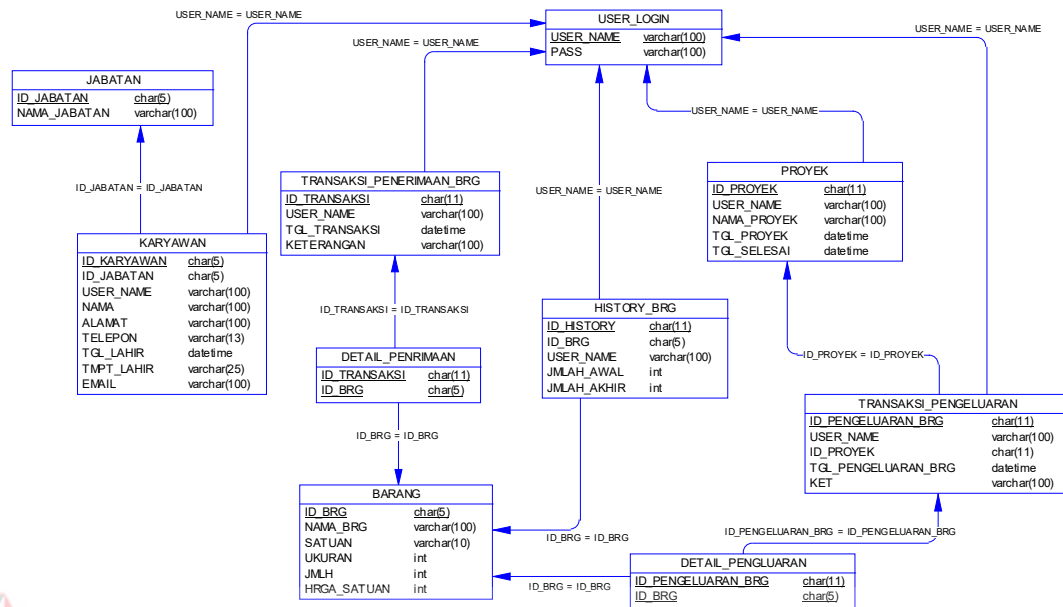 USER_NAME = USER_NAME
USER_LOGIN
USER_NAME varchar(100)
PASS varchar(100)
USER_NAME = USER_NAME
USER_NAME = USER_NAME
JABATAN
ID_JABATAN char(5)
NAMA_JABATAN varchar(100)
USER_NAME = USER_NAME
ID_JABATAN = ID_JABATAN
TRANSAKSI_PENERIMAAN_BRG
ID_TRANSAKSI char(11)
USER_NAME varchar(100)
TGL_TRANSAKSI datetime
KETERANGAN varchar(100)
USER_NAME = USER_NAME
PROYEK
ID_PROYEK char(11)
USER_NAME varchar(100)
NAMA_PROYEK varchar(100)
TGL_PROYEK datetime
TGL_SELESAI datetime
KARYAWAN
ID_KARYAWAN char(5)
ID_JABATAN char(5)
USER_NAME varchar(100)
NAMA varchar(100)
ALAMAT varchar(100)
TELEPON varchar(13)
TGL_LAHIR datetime
TMPT_LAHIR varchar(25)
EMAIL varchar(100)
ID_TRANSAKSI = ID_TRANSAKSI
HISTORY_BRG
ID_HISTORY char(11)
ID_BRG char(5)
USER_NAME varchar(100)
JMLAH_AWAL int
JMLAH_AKHIR int
DETAIL_PENRIMAAN
ID_TRANSAKSI char(11)
ID_BRG char(5)
ID_PROYEK = ID_PROYEK
TRANSAKSI_PENGELUARAN
ID_PENGELUARAN_BRG char(11)
USER_NAME varchar(100)
ID_PROYEK char(11)
TGL_PENGELUARAN_BRG datetime
KET varchar(100)
ID_BRG = ID_BRG
BARANG
ID_BRG char(5)
NAMA_BRG varchar(100)
SATUAN varchar(10)
UKURAN int
JMLH int
HRGA_SATUAN int
ID_BRG = ID_BRG
ID_PENGELUARAN_BRG = ID_PENGELUARAN_BRG
ID_BRG = ID_BRG
DETAIL_PENGLUARAN
ID_PENGELUARAN_BRG char(11)
ID_BRG char(5)